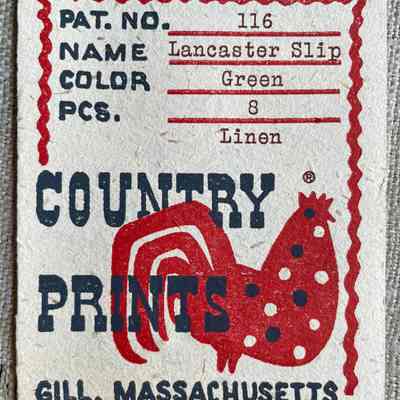 PAT. NO. 116
NAME Lancaster Slip
COLOR Green
PCS. 8
Linen
COUNTRY ®
PRINTS
GILL, MASSACHUSETTS